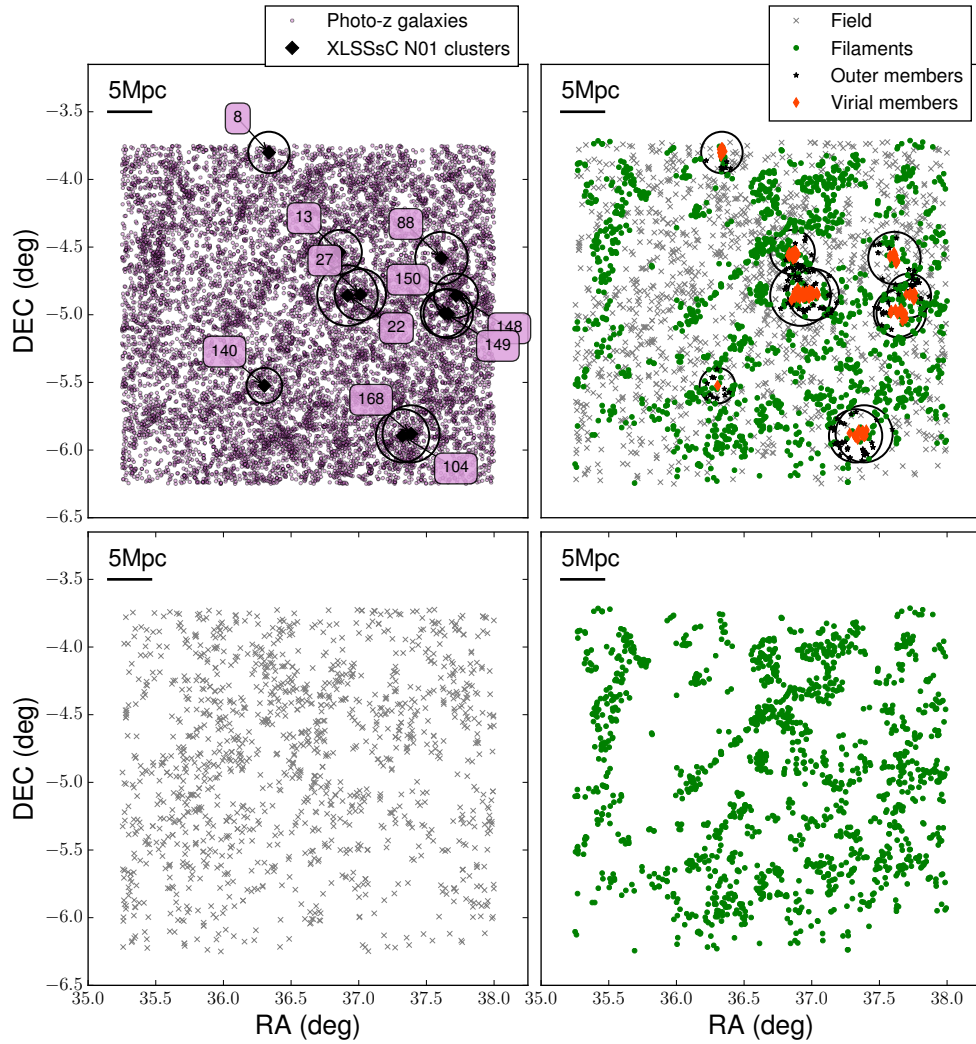 Photo-z galaxies
XLSSsC N01 clusters
Field
Filaments
Outer members
Virial members
5Mpc
8
13
88
27
150
22
148
149
140
168
104
−3.5
−4.0
−4.5
−5.0
−5.5
−6.0
−6.5
DEC (deg)
5Mpc
5Mpc
−3.5
−4.0
−4.5
−5.0
−5.5
−6.0
−6.5
DEC (deg)
35.0 35.5 36.0 36.5 37.0 37.5 38.0
RA (deg)
5Mpc
35.0 35.5 36.0 36.5 37.0 37.5 38.0
RA (deg)